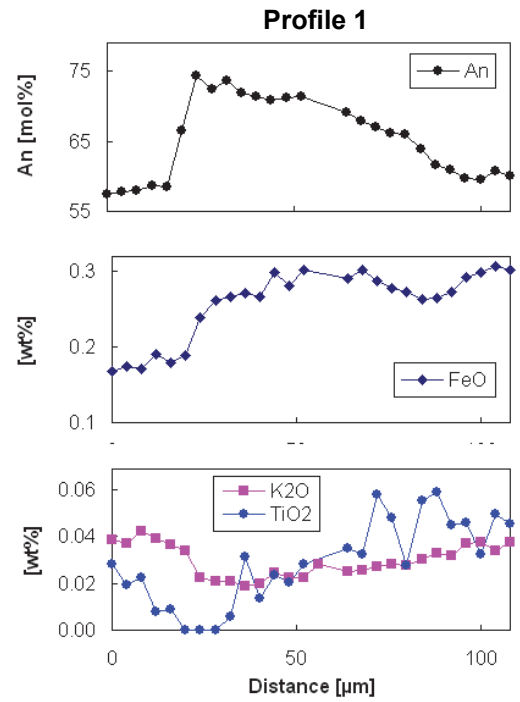 Profile 1
An [mol%]
75
65
55
An
[wt%]
0.3
0.2
0.1
FeO
[wt%]
0.06
0.04
0.02
0.00
K2O
TiO2
0
50
100
Distance [µm]